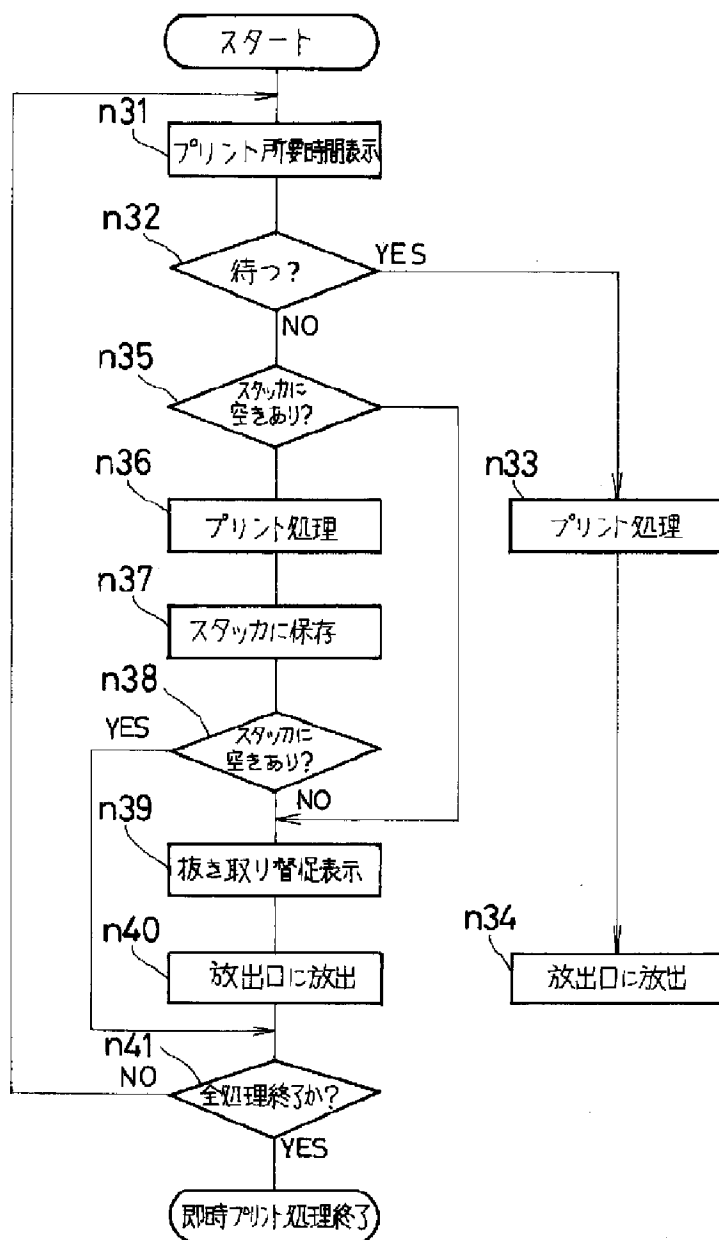 スタート
n31
プリント所要時間表示
n32
待つ?
YES
NO
n35
スタッカに
空きあり?
n36
プリント処理
n33
プリント処理
n37
スタッカに保存
n38
YES
スタッカに
空きあり?
NO
n39
抜き取り督促表示
n40
放出口に放出
n34
放出口に放出
n41
NO
全処理終了か?
YES
即時プリント処理終了